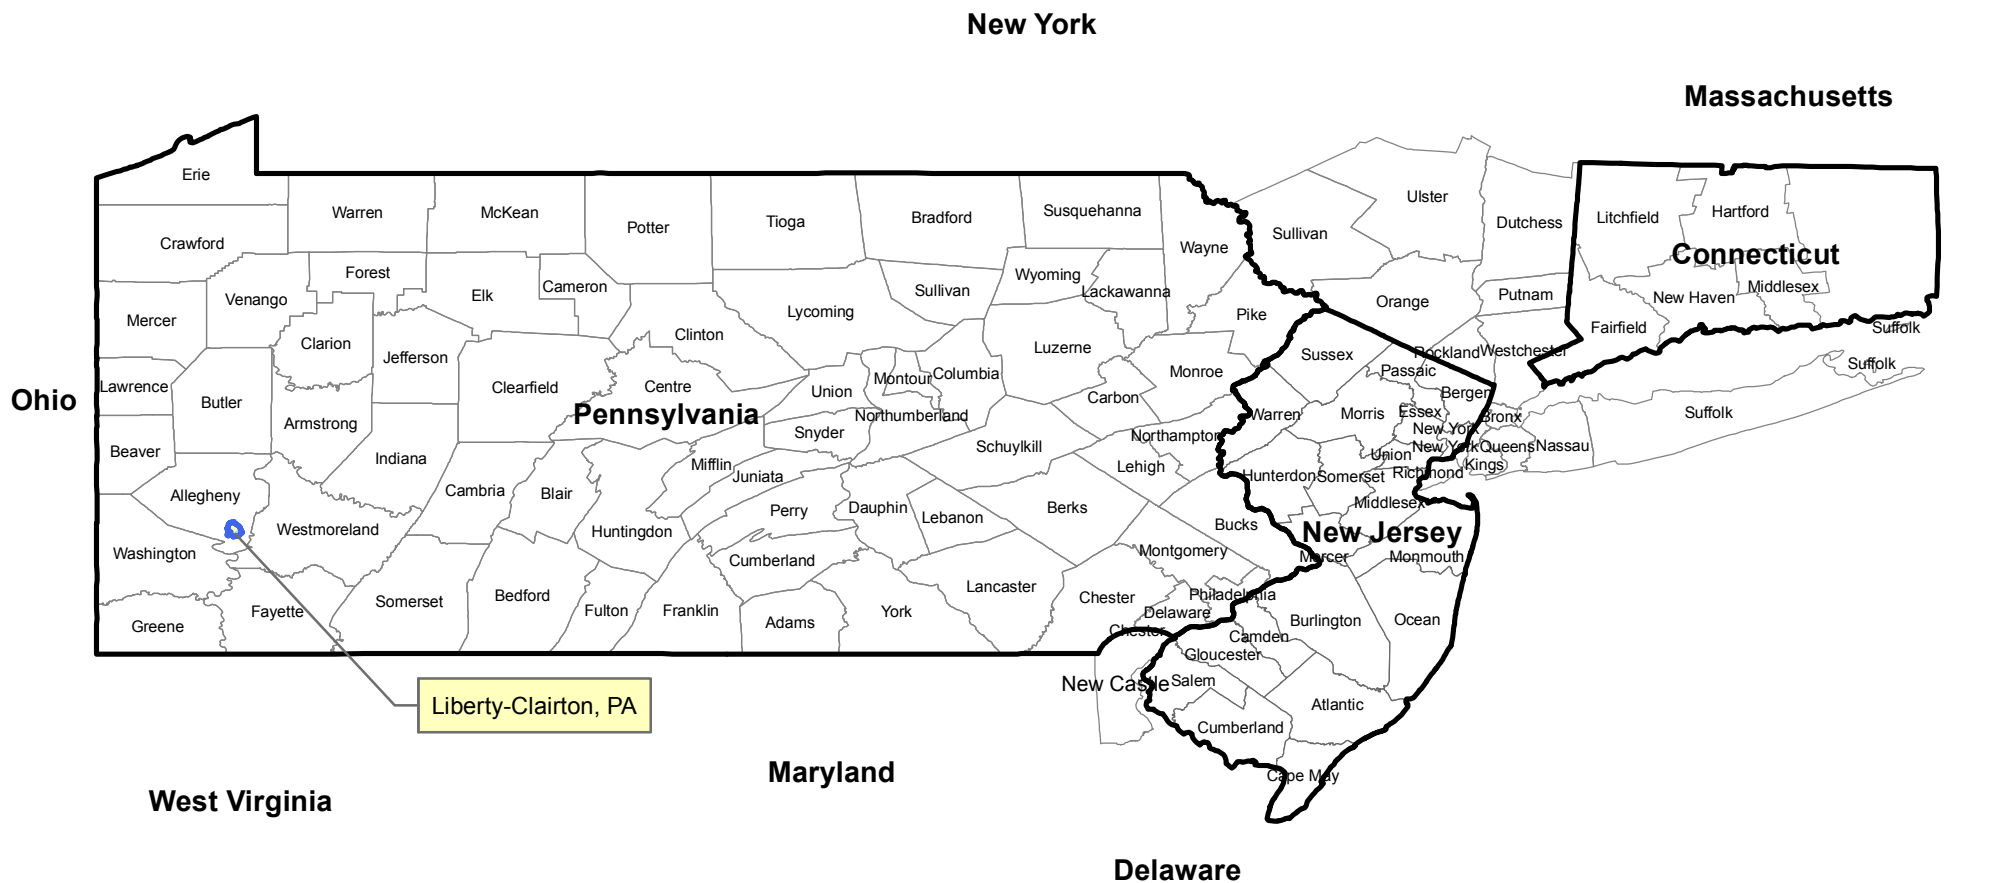 New York
Massachusetts
Erie
Warren
McKean
Potter
Tioga
Bradford
Susquehanna
Wayne
Crawford
Sullivan
Ulster
Dutchess
Litchfield
Hartford
Connecticut
Forest
Venango
Elk
Cameron
Wyoming
Lackawanna
Sullivan
Lycoming
Mercer
Pike
Orange
Putnam
New Haven
Middlesex
Fairfield
Suffolk
Clarion
Jefferson
Clinton
Luzerne
Sussex
Rockland
Westchester
Suffolk
Ohio
Lawrence
Butler
Clearfield
Centre
Union
Montour
Columbia
Monroe
Carbon
Passaic
Bergen
Suffolk
Pennsylvania
Armstrong
Snyder
Northumberland
Warren
Morris
Essex
Bronx
New York
New York
Queens
Nassau
Beaver
Indiana
Mifflin
Juniata
Schuylkill
Northampton
Lehigh
Union
Kings
Hunterdon
Somerset
Richmond
Allegheny
Westmoreland
Cambria
Blair
Huntingdon
Perry
Dauphin
Lebanon
Berks
Bucks
Middlesex
New Jersey
Washington
Cumberland
Montgomery
Mercer
Monmouth
Greene
Fayette
Somerset
Bedford
Fulton
Franklin
Adams
York
Lancaster
Chester
Philadelphia
Delaware
Chester
Burlington
Ocean
Camden
Gloucester
New Castle
Salem
Liberty-Clairton, PA
Atlantic
Cumberland
Maryland
Cape May
West Virginia
Delaware